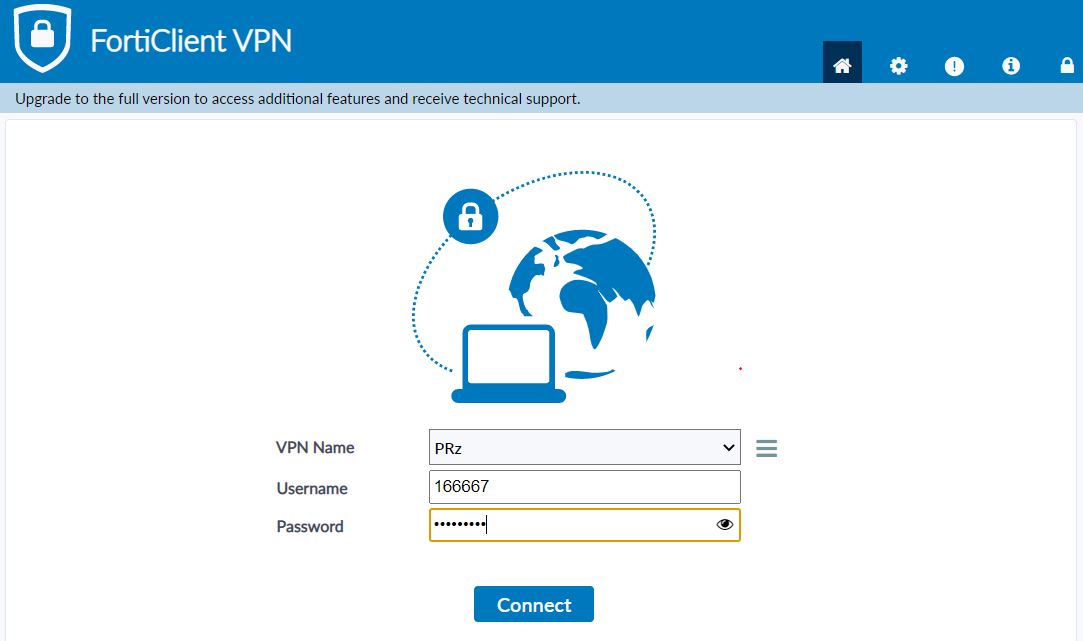 FortiClient VPN
Upgrade to the full version to access additional features and receive technical support.
VPN Name PRz
Username 166667
Password •••••••••
Connect